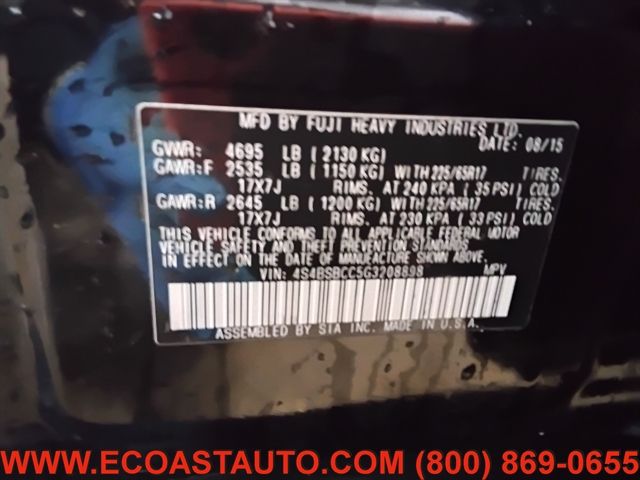 MFD BY FUJI HEAVY INDUSTRIES LTD.
DATE: 08/15
GVWR: 4695 LB ( 2130 KG)
GAWR: F 2535 LB ( 1150 KG) WITH 225/65R17 TIRES.
17X7J RIMS. AT 240 KPA ( 35 PSI) COLD
GAWR: R 2645 LB ( 1200 KG) WITH 225/65R17 TIRES.
17X7J RIMS. AT 230 KPA ( 33 PSI) COLD
THIS VEHICLE CONFORMS TO ALL APPLICABLE FEDERAL MOTOR
VEHICLE SAFETY AND THEFT PREVENTION STANDARDS
IN EFFECT ON THE DATE OF MANUFACTURE SHOWN ABOVE.
VIN: 4S4BSBCC5G3208898 MPV
ASSEMBLED BY SIA INC. MADE IN U.S.A.
WWW.ECOASTAUTO.COM (800) 869-0655